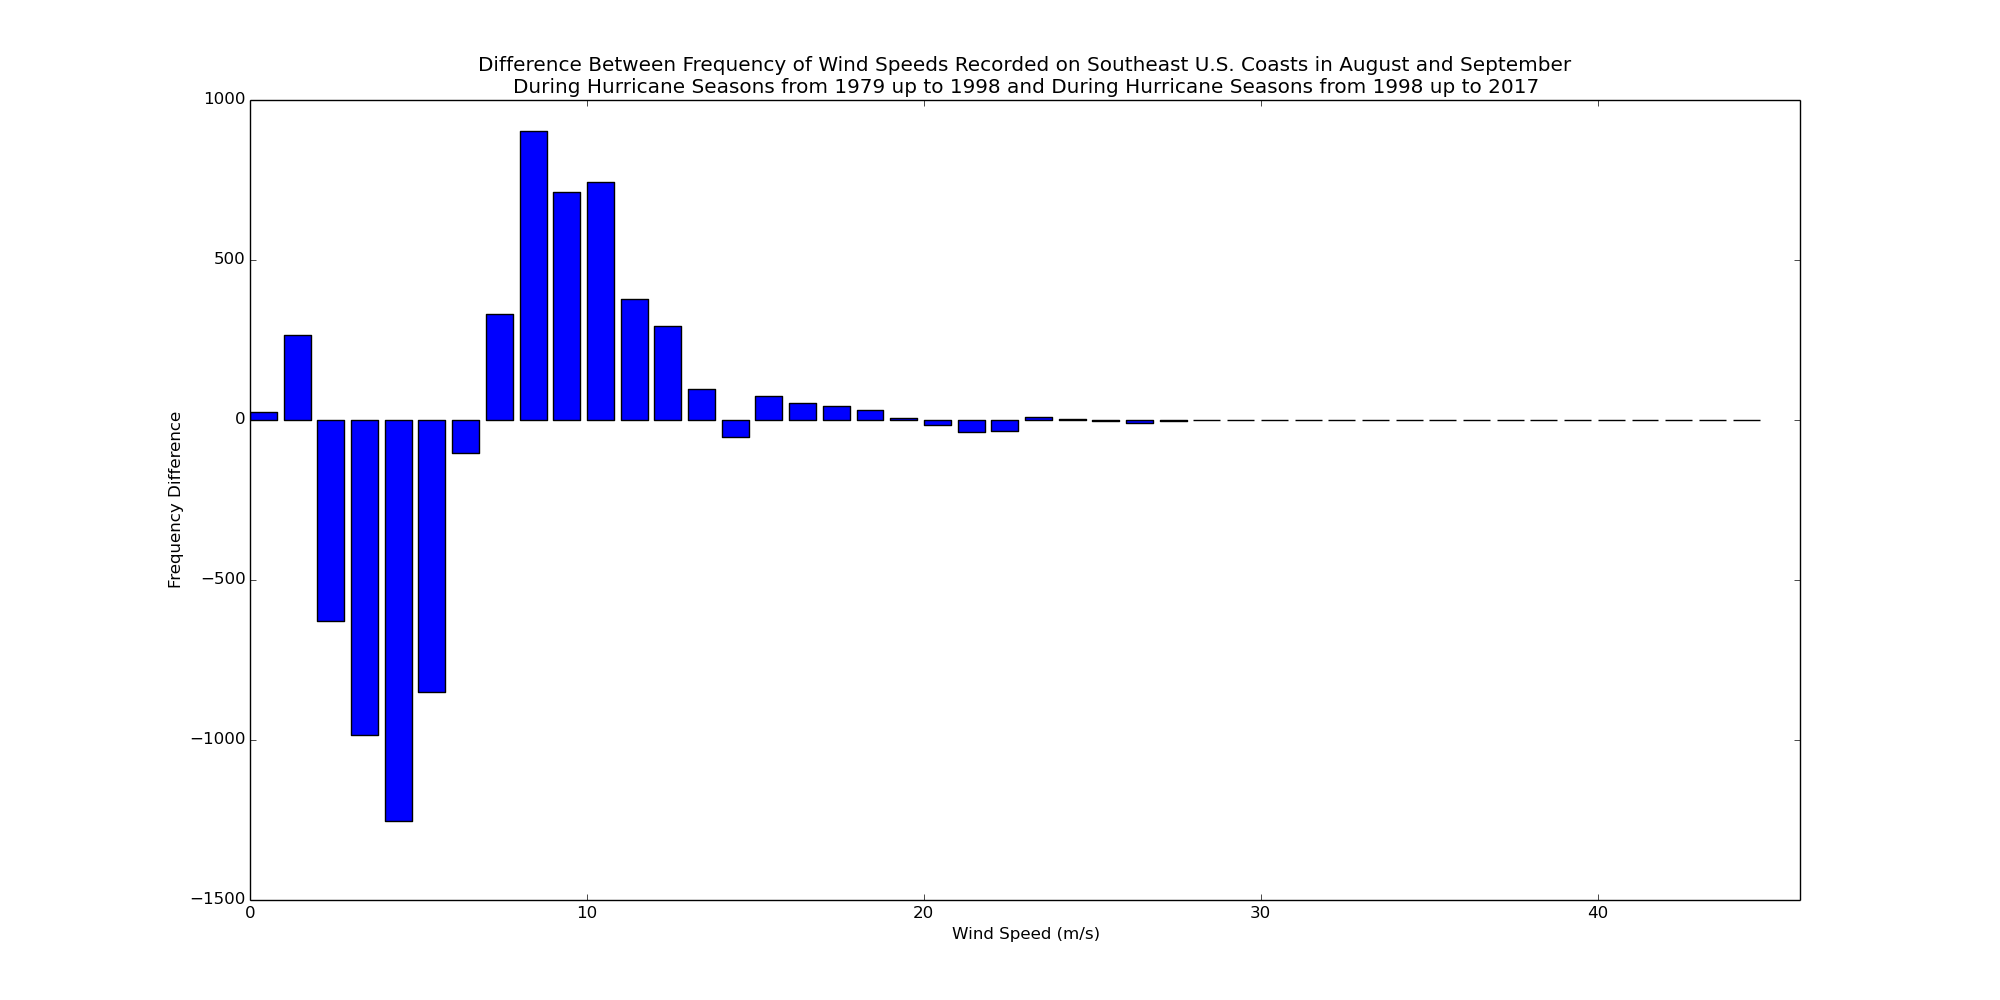 Difference Between Frequency of Wind Speeds Recorded on Southeast U.S. Coasts in August and September
During Hurricane Seasons from 1979 up to 1998 and During Hurricane Seasons from 1998 up to 2017
1000
500
0
−500
−1000
−1500
Frequency Difference
0 10 20 30 40
Wind Speed (m/s)